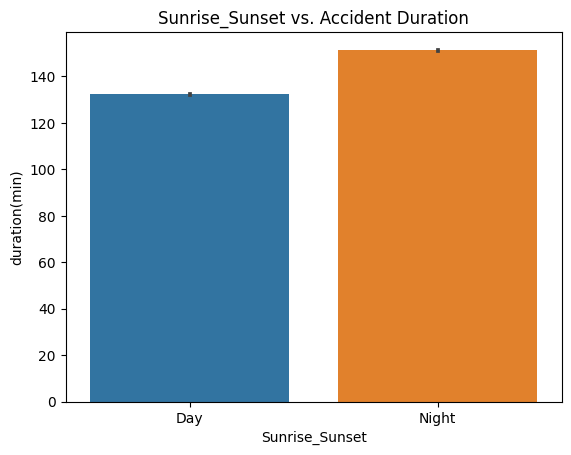 Sunrise_Sunset vs. Accident Duration
duration(min)
140
120
100
80
60
40
20
0
Day
Night
Sunrise_Sunset